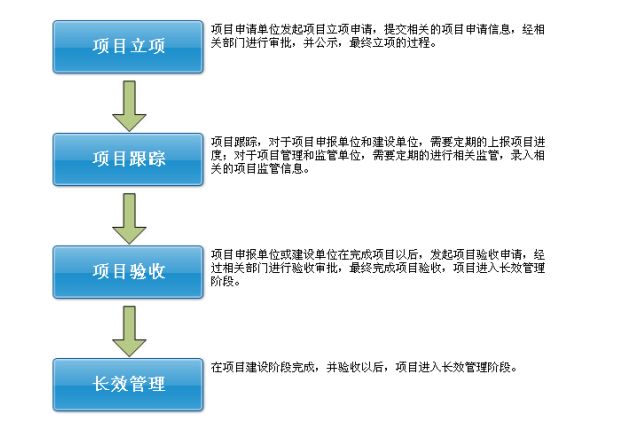 项目立项
项目申请单位发起项目立项申请，提交相关的项目申请信息，经相
关部门进行审批，并公示，最终立项的过程。
项目跟踪
项目跟踪，对于项目申报单位和建设单位，需要定期的上报项目进
度；对于项目管理和监管单位，需要定期的进行相关监管，录入相
关的项目监管信息。
项目验收
项目申报单位或建设单位在完成项目以后，发起项目验收申请，经
过相关部门进行验收审批，最终完成项目验收，项目进入长效管理
阶段。
长效管理
在项目建设阶段完成，并验收以后，项目进入长效管理阶段。